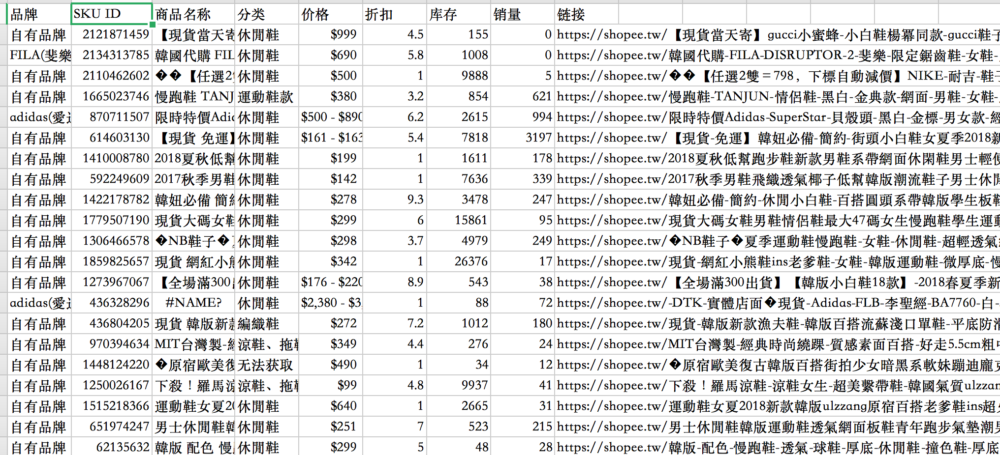 品牌 SKU ID 商品名称 分类 价格 折扣 库存 销量 链接
自有品牌 2121871459 【現貨當天寄 休閒鞋 $999 4.5 155 0 https://shopee.tw/【現貨當天寄】gucci小蜜蜂-小白鞋楊冪同款-gucci鞋子
FILA(斐樂 2134313785 韓國代購 FIL 休閒鞋 $690 5.8 1008 0 https://shopee.tw/韓國代購-FILA-DISRUPTOR-2-斐樂-限定鋸齒鞋-女鞋-
自有品牌 2110462602 ��【任選2雙 休閒鞋 $500 1 9888 5 https://shopee.tw/��【任選2雙＝798，下標自動減價】NIKE-耐吉-鞋子
自有品牌 1665023746 慢跑鞋 TANJ 運動鞋款 $380 3.2 854 621 https://shopee.tw/慢跑鞋-TANJUN-情侶鞋-黑白-金典款-網面-男鞋-女鞋-
adidas(愛迪 870711507 限時特價Adid 休閒鞋 $500 - $890 6.2 2615 994 https://shopee.tw/限時特價Adidas-SuperStar-貝殼頭-黑白-金標-男女款-經
自有品牌 614603130 【現貨 免運】 休閒鞋 $161 - $163 5.4 7818 3197 https://shopee.tw/【現貨-免運】韓妞必備-簡約-街頭小白鞋女夏季2018新
自有品牌 1410008780 2018夏秋低幫 休閒鞋 $199 1 1611 178 https://shopee.tw/2018夏秋低幫跑步鞋新款男鞋系帶網面休閑鞋男士輕便
自有品牌 592249609 2017秋季男鞋 休閒鞋 $142 1 7636 339 https://shopee.tw/2017秋季男鞋飛織透氣椰子低幫韓版潮流鞋子男士休閒
自有品牌 1422178782 韓妞必備 簡約 休閒鞋 $278 9.3 3478 247 https://shopee.tw/韓妞必備-簡約-休閒小白鞋-百搭圓頭系帶韓版學生板鞋
自有品牌 1779507190 現貨大碼女鞋 休閒鞋 $299 6 15861 95 https://shopee.tw/現貨大碼女鞋男鞋情侶鞋最大47碼女生慢跑鞋學生運動
自有品牌 1306466578 �NB鞋子�夏 休閒鞋 $298 3.7 4979 249 https://shopee.tw/�NB鞋子�夏季運動鞋慢跑鞋-女鞋-休閒鞋-超輕透氣
自有品牌 1859825657 現貨 網紅小熊 休閒鞋 $342 1 26376 17 https://shopee.tw/現貨-網紅小熊鞋ins老爹鞋-女鞋-韓版運動鞋-微厚底-慢
自有品牌 1273967067 【全場滿300出 休閒鞋 $176 - $220 8.9 543 38 https://shopee.tw/【全場滿300出貨】【韓版小白鞋18款】-2018春夏季新
adidas(愛迪 436328296 #NAME? 休閒鞋 $2,380 - $3, 1 88 72 https://shopee.tw/-DTK-實體店面�現貨-Adidas-FLB-李聖經-BA7760-白-
自有品牌 436804205 現貨 韓版新款 編織鞋 $272 7.2 1012 180 https://shopee.tw/現貨-韓版新款漁夫鞋-韓版百搭流蘇淺口單鞋-平底防滑
自有品牌 970394634 MIT台灣製-經 涼鞋、拖鞋 $349 4.4 276 24 https://shopee.tw/MIT台灣製-經典時尚繞踝-質感素面百搭-好走5.5cm粗
自有品牌 1448124220 �原宿歐美復 无法获取 $490 1 34 12 https://shopee.tw/�原宿歐美復古韓版百搭街拍少女暗黑系軟妹蹦迪龐克
自有品牌 1250026167 下殺！羅馬涼 涼鞋、拖鞋 $99 4.8 9937 41 https://shopee.tw/下殺！羅馬涼鞋-涼鞋女生-超美繫帶鞋-韓國氣質ulzzan
自有品牌 1515218366 運動鞋女夏20 休閒鞋 $640 1 2665 31 https://shopee.tw/運動鞋女夏2018新款韓版ulzzang原宿百搭老爹鞋ins超
自有品牌 651974247 男士休閒鞋韓 休閒鞋 $251 7 523 215 https://shopee.tw/男士休閒鞋韓版運動鞋透氣網面板鞋青年跑步氣墊潮男
自有品牌 62135632 韓版 配色 慢 休閒鞋 $299 5 48 28 https://shopee.tw/韓版-配色-慢跑鞋-透氣-球鞋-厚底-休閒鞋-撞色鞋-厚底